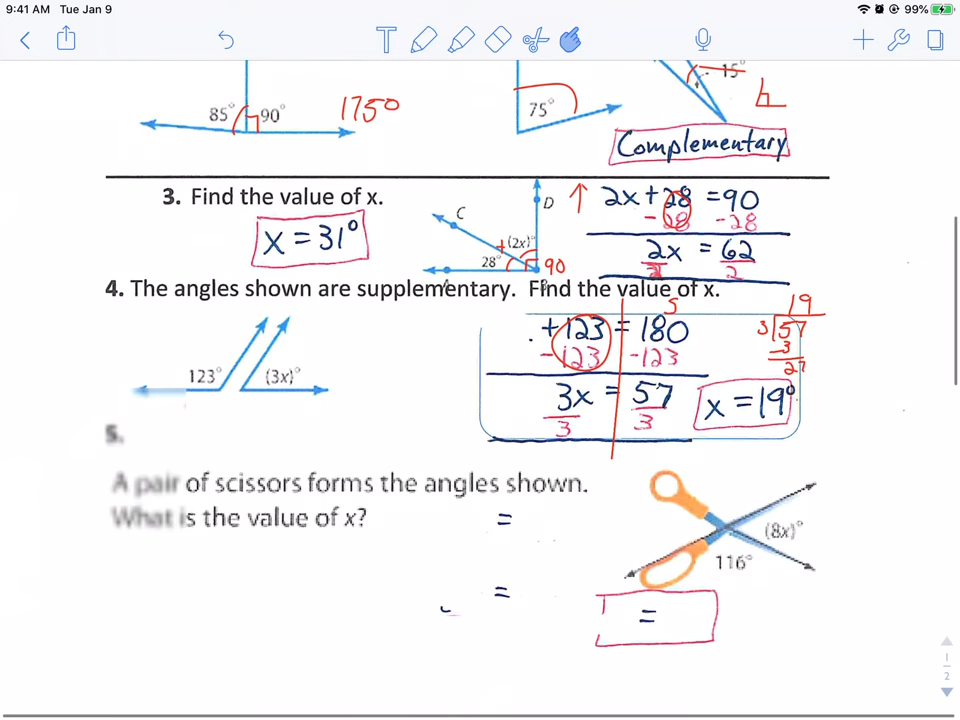 9:41 AM Tue Jan 9
99%
T
15°
85° 90° 175°
75°
Complementary
3. Find the value of x.
x = 31°
C
D
(2x)°
28°
90
2x + 28 = 90
- 28 -28
2x = 62
2 2
4. The angles shown are supplementary. Find the value of x.
123° (3x)°
+ 123 = 180
- 123 -123
3x = 57
3 3
x = 19°
19
3 57
-3
27
5.
A pair of scissors forms the angles shown.
What is the value of x?
=
=
=
(8x)°
116°
1
2